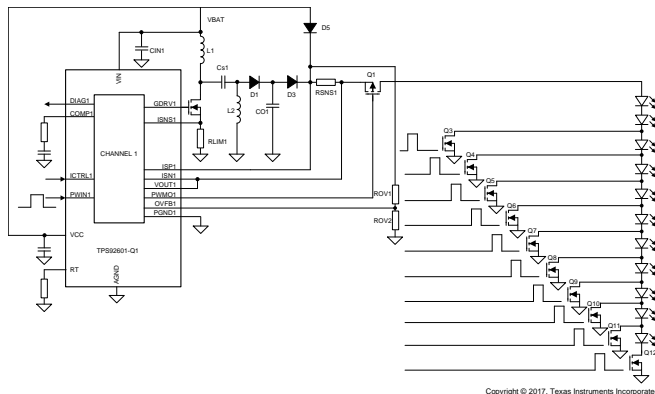 VBAT
D5
CIN1
L1
Cs1
VIN
D1
D3
RSNS1
Q1
DIAG1
COMP1
GDRV1
ISNS1
L2
CO1
RLIM1
CHANNEL 1
ICTRL1
PWIN1
ISP1
ISN1
VOUT1
PWMO1
OVFB1
PGND1
ROV1
ROV2
VCC
TPS92601-Q1
RT
AGND
Q3
Q4
Q5
Q6
Q7
Q8
Q9
Q10
Q11
Q12
Copyright © 2017, Texas Instruments Incorporate